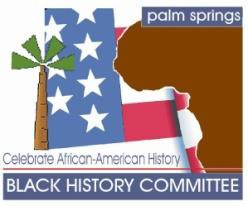 palm springs
Celebrate African-American History
BLACK HISTORY COMMITTEE